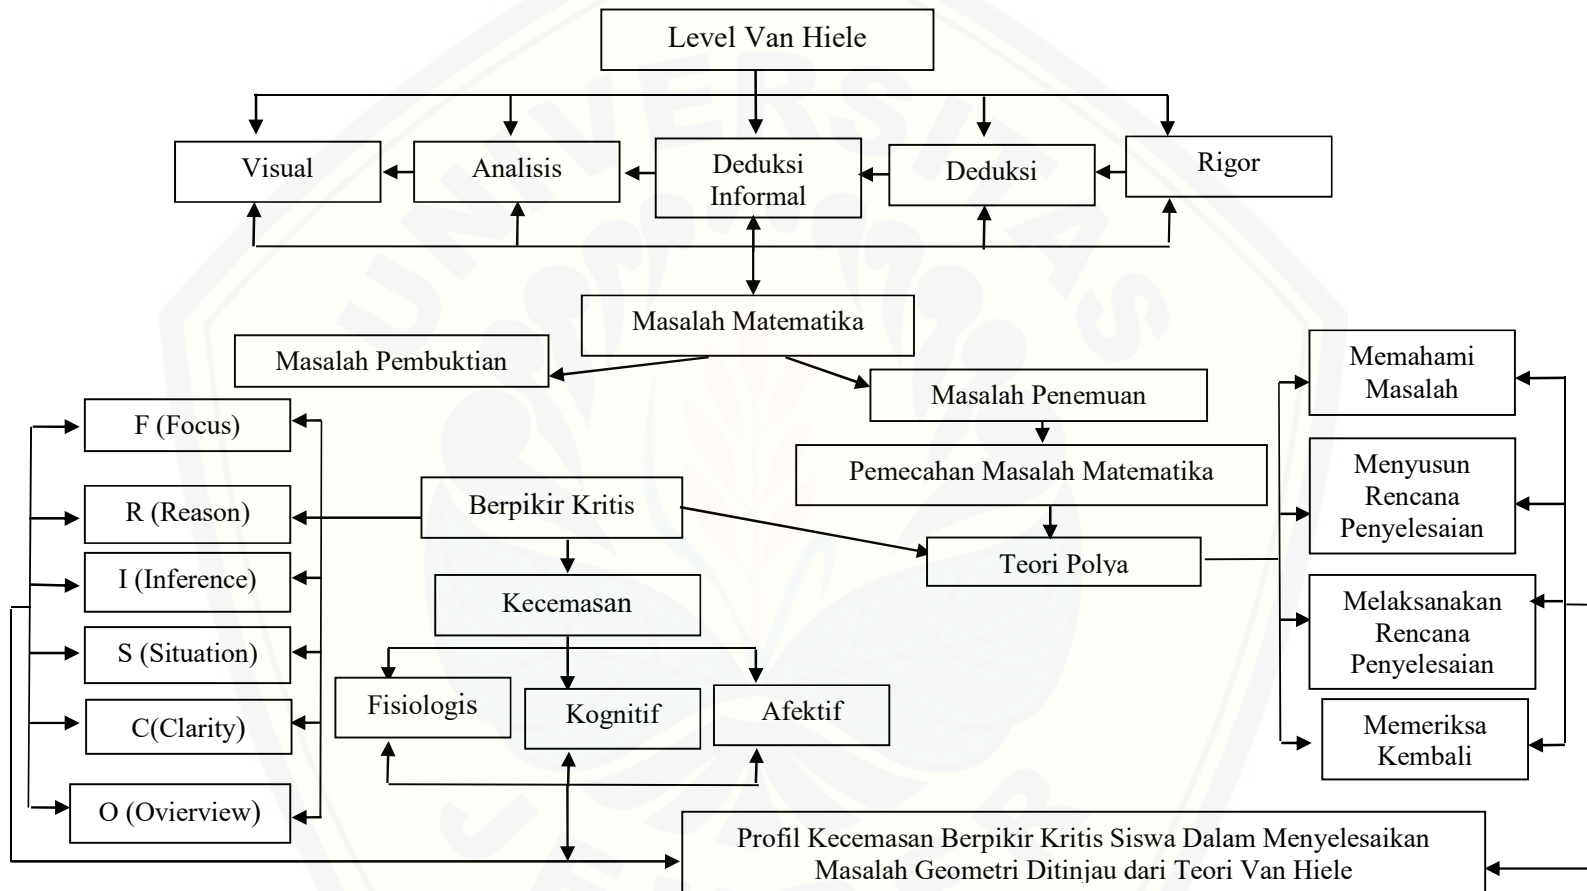 Level Van Hiele
Visual
Analisis
Deduksi
Informal
Deduksi
Rigor
Masalah Matematika
Masalah Pembuktian
Masalah Penemuan
Pemecahan Masalah Matematika
Teori Polya
Memahami
Masalah
Menyusun
Rencana
Penyelesaian
Melaksanakan
Rencana
Penyelesaian
Memeriksa
Kembali
F (Focus)
R (Reason)
I (Inference)
S (Situation)
C(Clarity)
O (Ovierview)
Berpikir Kritis
Kecemasan
Fisiologis
Kognitif
Afektif
Profil Kecemasan Berpikir Kritis Siswa Dalam Menyelesaikan
Masalah Geometri Ditinjau dari Teori Van Hiele
UNIVERSITAS